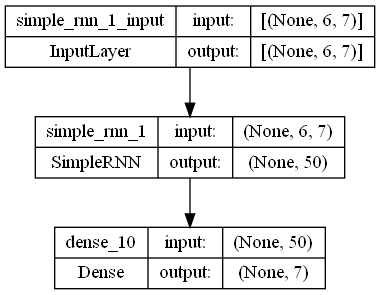 simple_rnn_1_input input: [(None, 6, 7)]
InputLayer output: [(None, 6, 7)]
simple_rnn_1 input: (None, 6, 7)
SimpleRNN output: (None, 50)
dense_10 input: (None, 50)
Dense output: (None, 7)